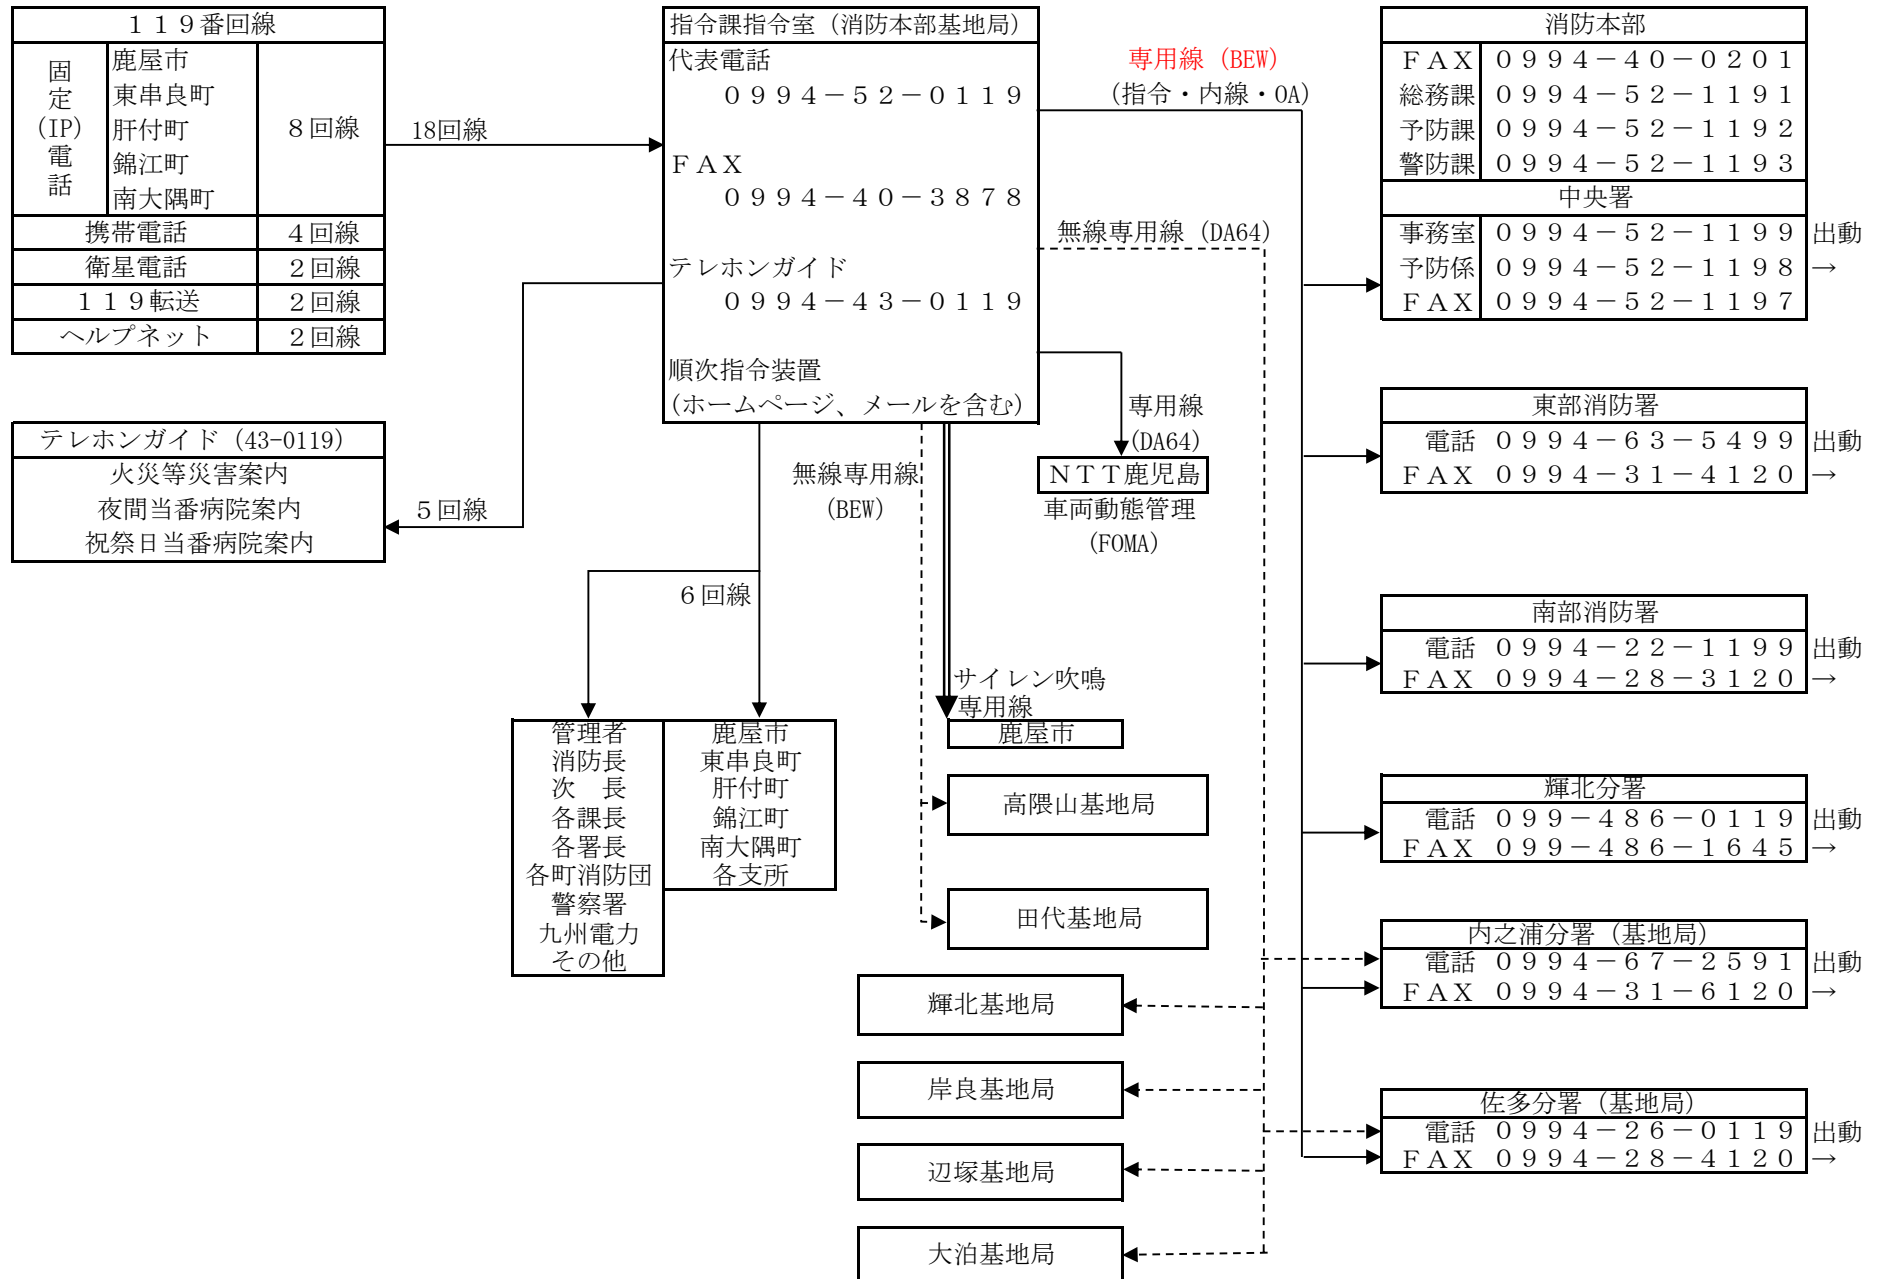 １１９番回線
固定(IP)電話
鹿屋市
東串良町
肝付町
錦江町
南大隅町
８回線
携帯電話 ４回線
衛星電話 ２回線
１１９転送 ２回線
ヘルプネット ２回線
18回線
テレホンガイド (43-0119)
火災等災害案内
夜間当番病院案内
祝祭日当番病院案内
５回線
指令課指令室 (消防本部基地局)
代表電話
０９９４－５２－０１１９
ＦＡＸ
０９９４－４０－３８７８
テレホンガイド
０９９４－４３－０１１９
順次指令装置
(ホームページ、メールを含む)
専用線 (BEW)
(指令・内線・OA)
無線専用線 (DA64)
専用線
(DA64)
ＮＴＴ鹿児島
車両動態管理
(FOMA)
無線専用線
(BEW)
６回線
サイレン吹鳴
専用線
鹿屋市
管理者
消防長
次　長
各課長
各署長
各町消防団
警察署
九州電力
その他
鹿屋市
東串良町
肝付町
錦江町
南大隅町
各支所
高隈山基地局
田代基地局
輝北基地局
岸良基地局
辺塚基地局
大泊基地局
消防本部
ＦＡＸ ０９９４－４０－０２０１
総務課 ０９９４－５２－１１９１
予防課 ０９９４－５２－１１９２
警防課 ０９９４－５２－１１９３
中央署
事務室 ０９９４－５２－１１９９ 出動
予防係 ０９９４－５２－１１９８ →
ＦＡＸ ０９９４－５２－１１９７
東部消防署
電話 ０９９４－６３－５４９９ 出動
ＦＡＸ ０９９４－３１－４１２０ →
南部消防署
電話 ０９９４－２２－１１９９ 出動
ＦＡＸ ０９９４－２８－３１２０ →
輝北分署
電話 ０９９－４８６－０１１９ 出動
ＦＡＸ ０９９－４８６－１６４５ →
内之浦分署 (基地局)
電話 ０９９４－６７－２５９１ 出動
ＦＡＸ ０９９４－３１－６１２０ →
佐多分署 (基地局)
電話 ０９９４－２６－０１１９ 出動
ＦＡＸ ０９９４－２８－４１２０ →